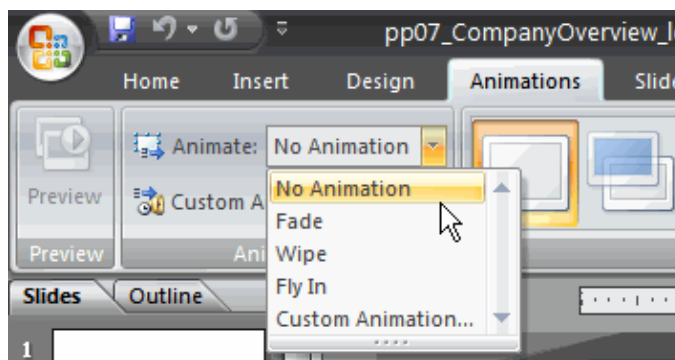 pp07_CompanyOverview_l
Home Insert Design Animations Slid
Animate: No Animation
Preview Custom A
No Animation
Fade
Wipe
Fly In
Custom Animation...
Preview Ani
Slides Outline
1